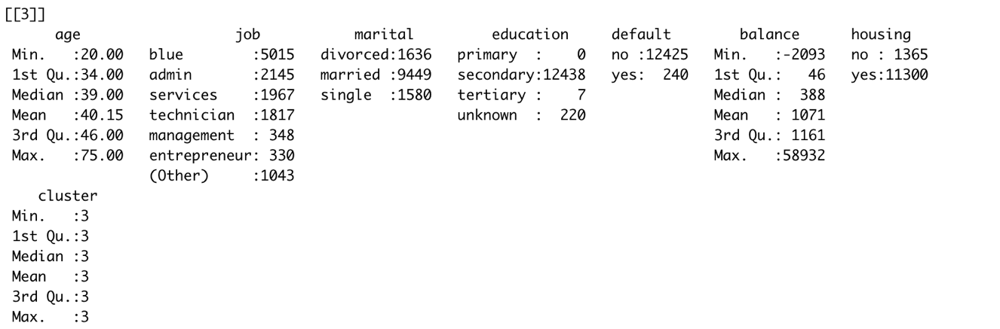 [[3]]
      age                  job            marital          education       default         balance      housing
 Min.   :20.00   blue        :5015   divorced:1636   primary  :    0   no :12425   Min.   :-2093   no : 1365
 1st Qu.:34.00   admin       :2145   married :9449   secondary:12438   yes:  240   1st Qu.:   46   yes:11300
 Median :39.00   services    :1967   single  :1580   tertiary :    7               Median :  388
 Mean   :40.15   technician  :1817                   unknown  :  220               Mean   : 1071
 3rd Qu.:46.00   management  : 348                                                 3rd Qu.: 1161
 Max.   :75.00   entrepreneur: 330                                                 Max.   :58932
                 (Other)     :1043
    cluster
 Min.   :3
 1st Qu.:3
 Median :3
 Mean   :3
 3rd Qu.:3
 Max.   :3